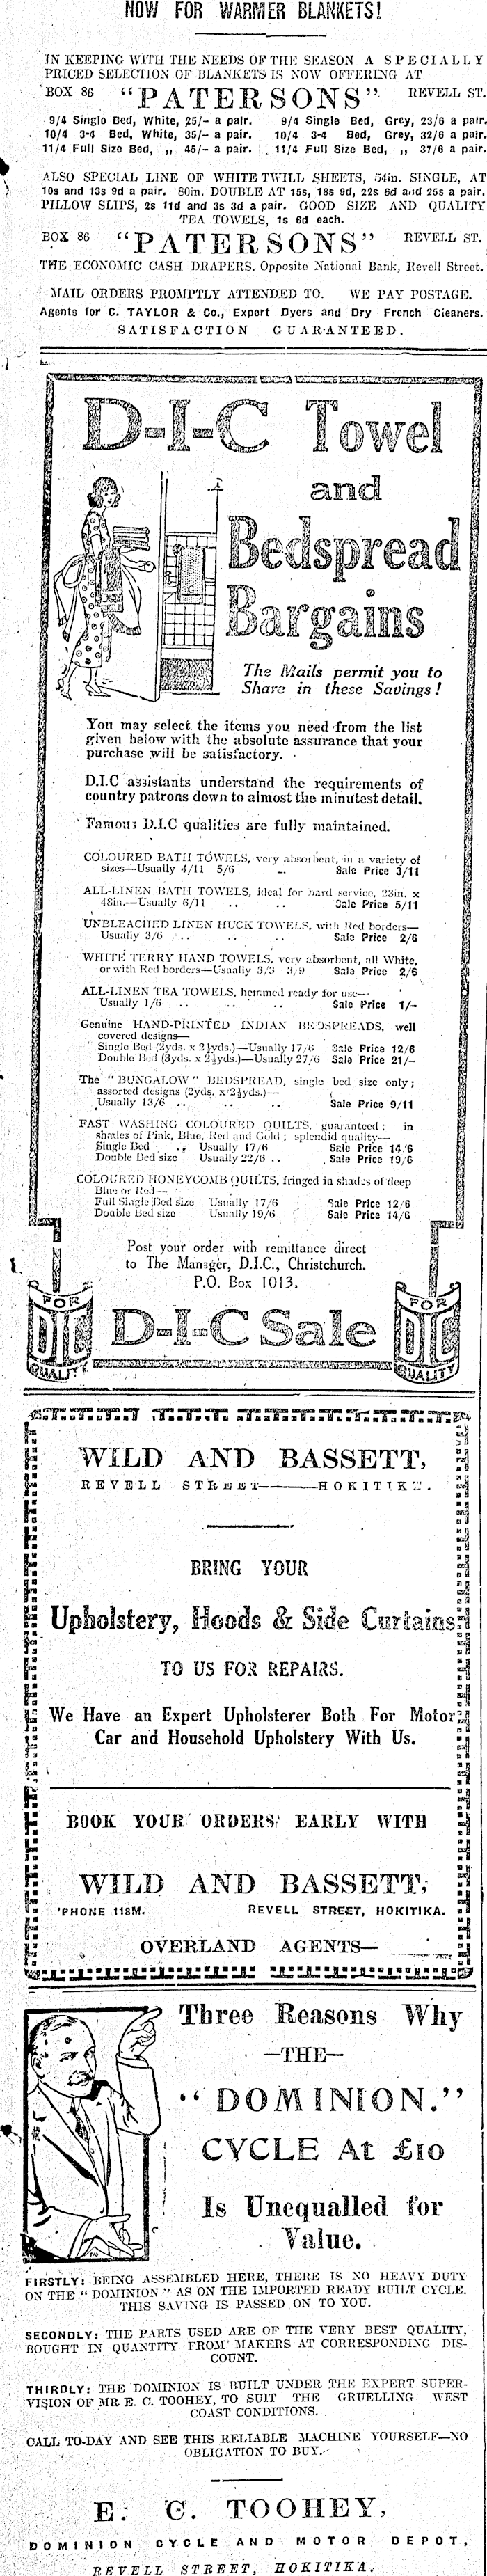 NOW FOR WARMER BLANKETS!
IN KEEPING WITH THE NEEDS OF THE SEASON A SPECIALLY
PRICED SELECTION OF BLANKETS IS NOW OFFERING AT
BOX 86 "PATERSONS" REVELL ST.
9/4 Single Bed, White, 25/- a pair. 9/4 Single Bed, Grey, 23/6 a pair.
10/4 3-4 Bed, White, 35/- a pair. 10/4 3-4 Bed, Grey, 32/6 a pair.
11/4 Full Size Bed, ,, 45/- a pair. 11/4 Full Size Bed, ,, 37/6 a pair.
ALSO SPECIAL LINE OF WHITE TWILL SHEETS, 54in. SINGLE, AT
10s and 13s 9d a pair. 80in. DOUBLE AT 15s, 18s 9d, 22s 6d and 25s a pair.
PILLOW SLIPS, 2s 11d and 3s 3d a pair. GOOD SIZE AND QUALITY
TEA TOWELS, 1s 6d each.
BOX 86 "PATERSONS" REVELL ST.
THE ECONOMIC CASH DRAPERS. Opposite National Bank, Revell Street.
MAIL ORDERS PROMPTLY ATTENDED TO. WE PAY POSTAGE.
Agents for C. TAYLOR & Co., Expert Dyers and Dry French Cleaners.
SATISFACTION GUARANTEED.
D-I-C Towel
and
Bedspread
Bargains
The Mails permit you to
Share in these Savings!
You may select the items you need from the list
given below with the absolute assurance that your
purchase will be satisfactory.
D.I.C assistants understand the requirements of
country patrons down to almost the minutest detail.
Famous D.I.C qualities are fully maintained.
COLOURED BATH TOWELS, very absorbent, in a variety of
sizes—Usually 4/11 5/6 .. Sale Price 3/11
ALL-LINEN BATH TOWELS, ideal for hard service, 23in. x
48in.—Usually 6/11 .. .. Sale Price 5/11
UNBLEACHED LINEN HUCK TOWELS, with Red borders—
Usually 3/6 .. .. .. Sale Price 2/6
WHITE TERRY HAND TOWELS, very absorbent, all White,
or with Red borders—Usually 3/3 3/9 Sale Price 2/6
ALL-LINEN TEA TOWELS, hemmed ready for use—
Usually 1/6 .. .. .. Sale Price 1/-
Genuine HAND-PRINTED INDIAN BEDSPREADS, well
covered designs—
Single Bed (2yds. x 2½yds.)—Usually 17/6 Sale Price 12/6
Double Bed (3yds. x 2½yds.)—Usually 27/6 Sale Price 21/-
The "BUNGALOW" BEDSPREAD, single bed size only;
assorted designs (2yds. x 2½yds.)—
Usually 13/6 .. .. .. Sale Price 9/11
FAST WASHING COLOURED QUILTS, guaranteed; in
shades of Pink, Blue, Red and Gold; splendid quality—
Single Bed .. Usually 17/6 Sale Price 14/6
Double Bed size Usually 22/6 .. Sale Price 19/6
COLOURED HONEYCOMB QUILTS, fringed in shades of deep
Blue or Red—
Full Single Bed size Usually 17/6 Sale Price 12/6
Double Bed size Usually 19/6 Sale Price 14/6
Post your order with remittance direct
to The Manager, D.I.C., Christchurch.
P.O. Box 1013.
FOR DIC QUALITY
D-I-C Sale
FOR DIC QUALITY
WILD AND BASSETT,
REVELL STREET——HOKITIKA.
BRING YOUR
Upholstery, Hoods & Side Curtains
TO US FOR REPAIRS.
We Have an Expert Upholsterer Both For Motor
Car and Household Upholstery With Us.
BOOK YOUR ORDERS EARLY WITH
WILD AND BASSETT,
'PHONE 118M. REVELL STREET, HOKITIKA.
OVERLAND AGENTS—
Three Reasons Why
—THE—
"DOMINION."
CYCLE At £10
Is Unequalled for
Value.
FIRSTLY: BEING ASSEMBLED HERE, THERE IS NO HEAVY DUTY
ON THE "DOMINION" AS ON THE IMPORTED READY BUILT CYCLE.
THIS SAVING IS PASSED ON TO YOU.
SECONDLY: THE PARTS USED ARE OF THE VERY BEST QUALITY,
BOUGHT IN QUANTITY FROM MAKERS AT CORRESPONDING DIS-
COUNT.
THIRDLY: THE DOMINION IS BUILT UNDER THE EXPERT SUPER-
VISION OF MR E. C. TOOHEY, TO SUIT THE GRUELLING WEST
COAST CONDITIONS.
CALL TO-DAY AND SEE THIS RELIABLE MACHINE YOURSELF—NO
OBLIGATION TO BUY.
E. C. TOOHEY,
DOMINION CYCLE AND MOTOR DEPOT,
REVELL STREET, HOKITIKA.